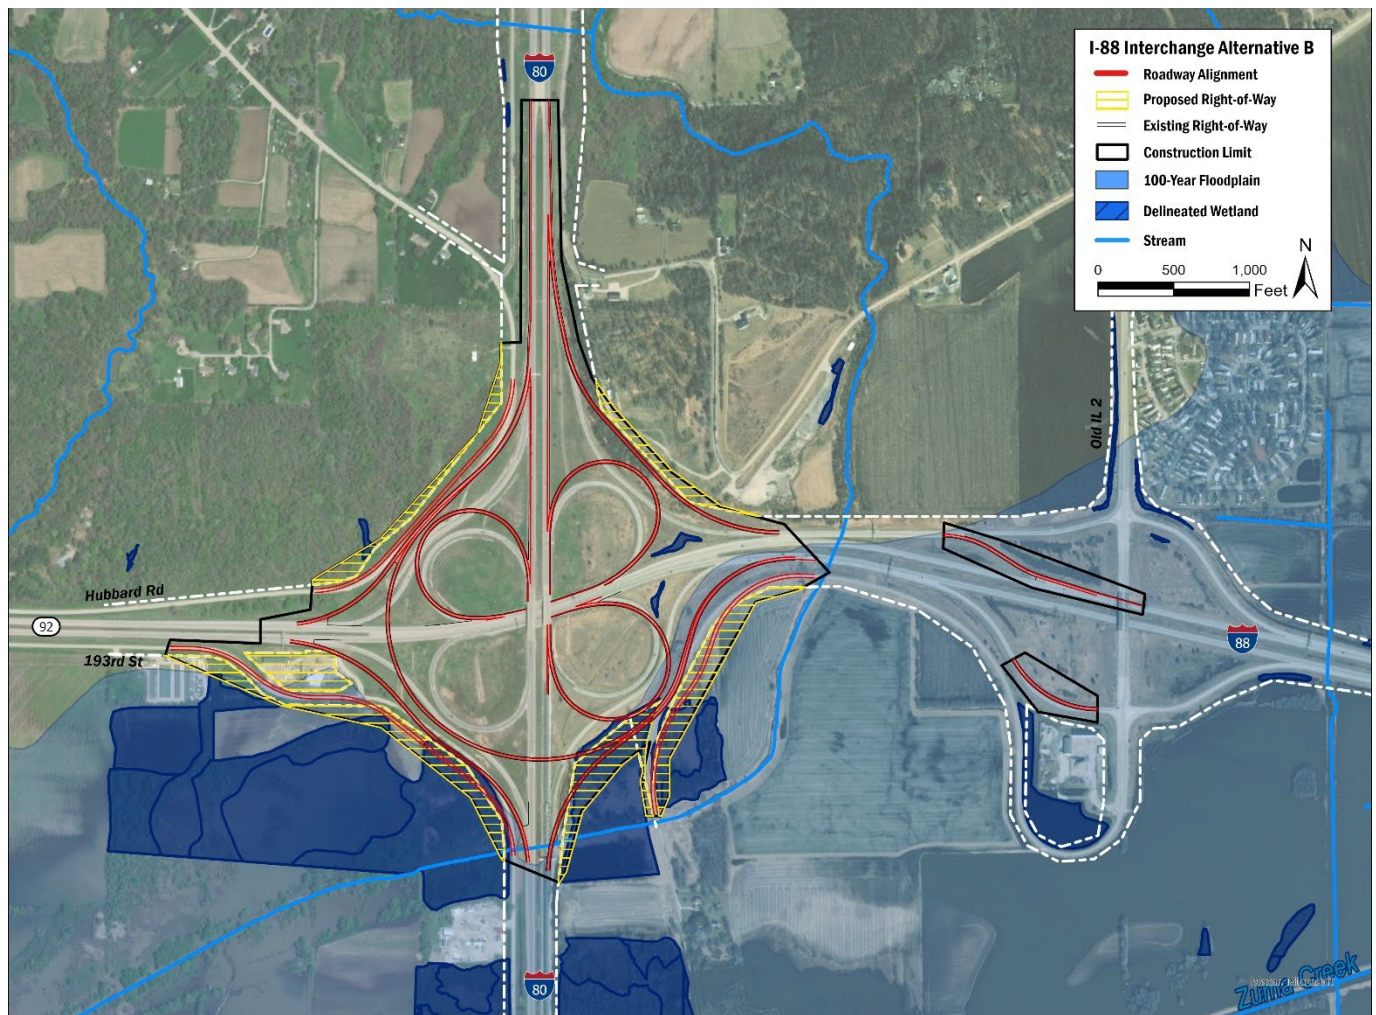 I-88 Interchange Alternative B
Roadway Alignment
Proposed Right-of-Way
Existing Right-of-Way
Construction Limit
100-Year Floodplain
Delineated Wetland
Stream
N
0 500 1,000
Feet
80
Old IL 2
Hubbard Rd
92
193rd St
88
80
Zuma Creek